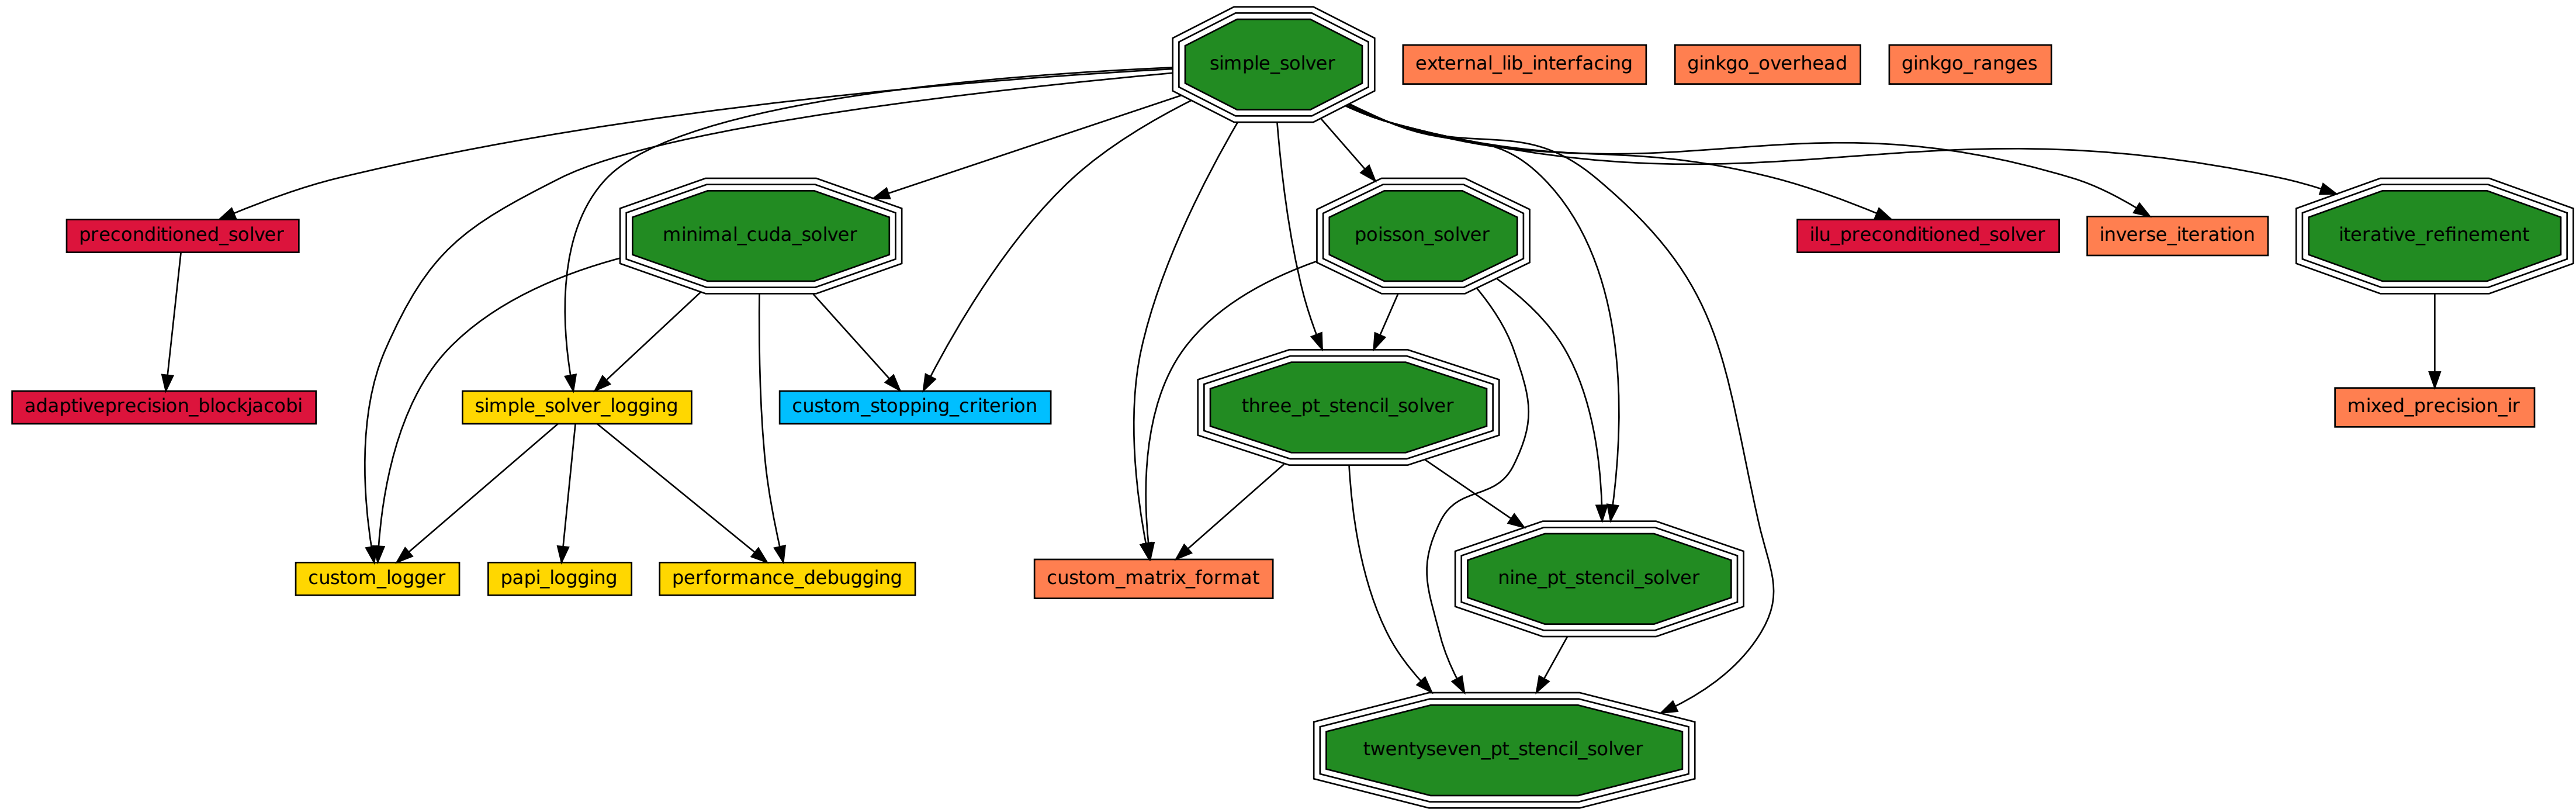 simple_solver
external_lib_interfacing
ginkgo_overhead
ginkgo_ranges
preconditioned_solver
minimal_cuda_solver
poisson_solver
ilu_preconditioned_solver
inverse_iteration
iterative_refinement
adaptiveprecision_blockjacobi
simple_solver_logging
custom_stopping_criterion
three_pt_stencil_solver
mixed_precision_ir
custom_logger
papi_logging
performance_debugging
custom_matrix_format
nine_pt_stencil_solver
twentyseven_pt_stencil_solver